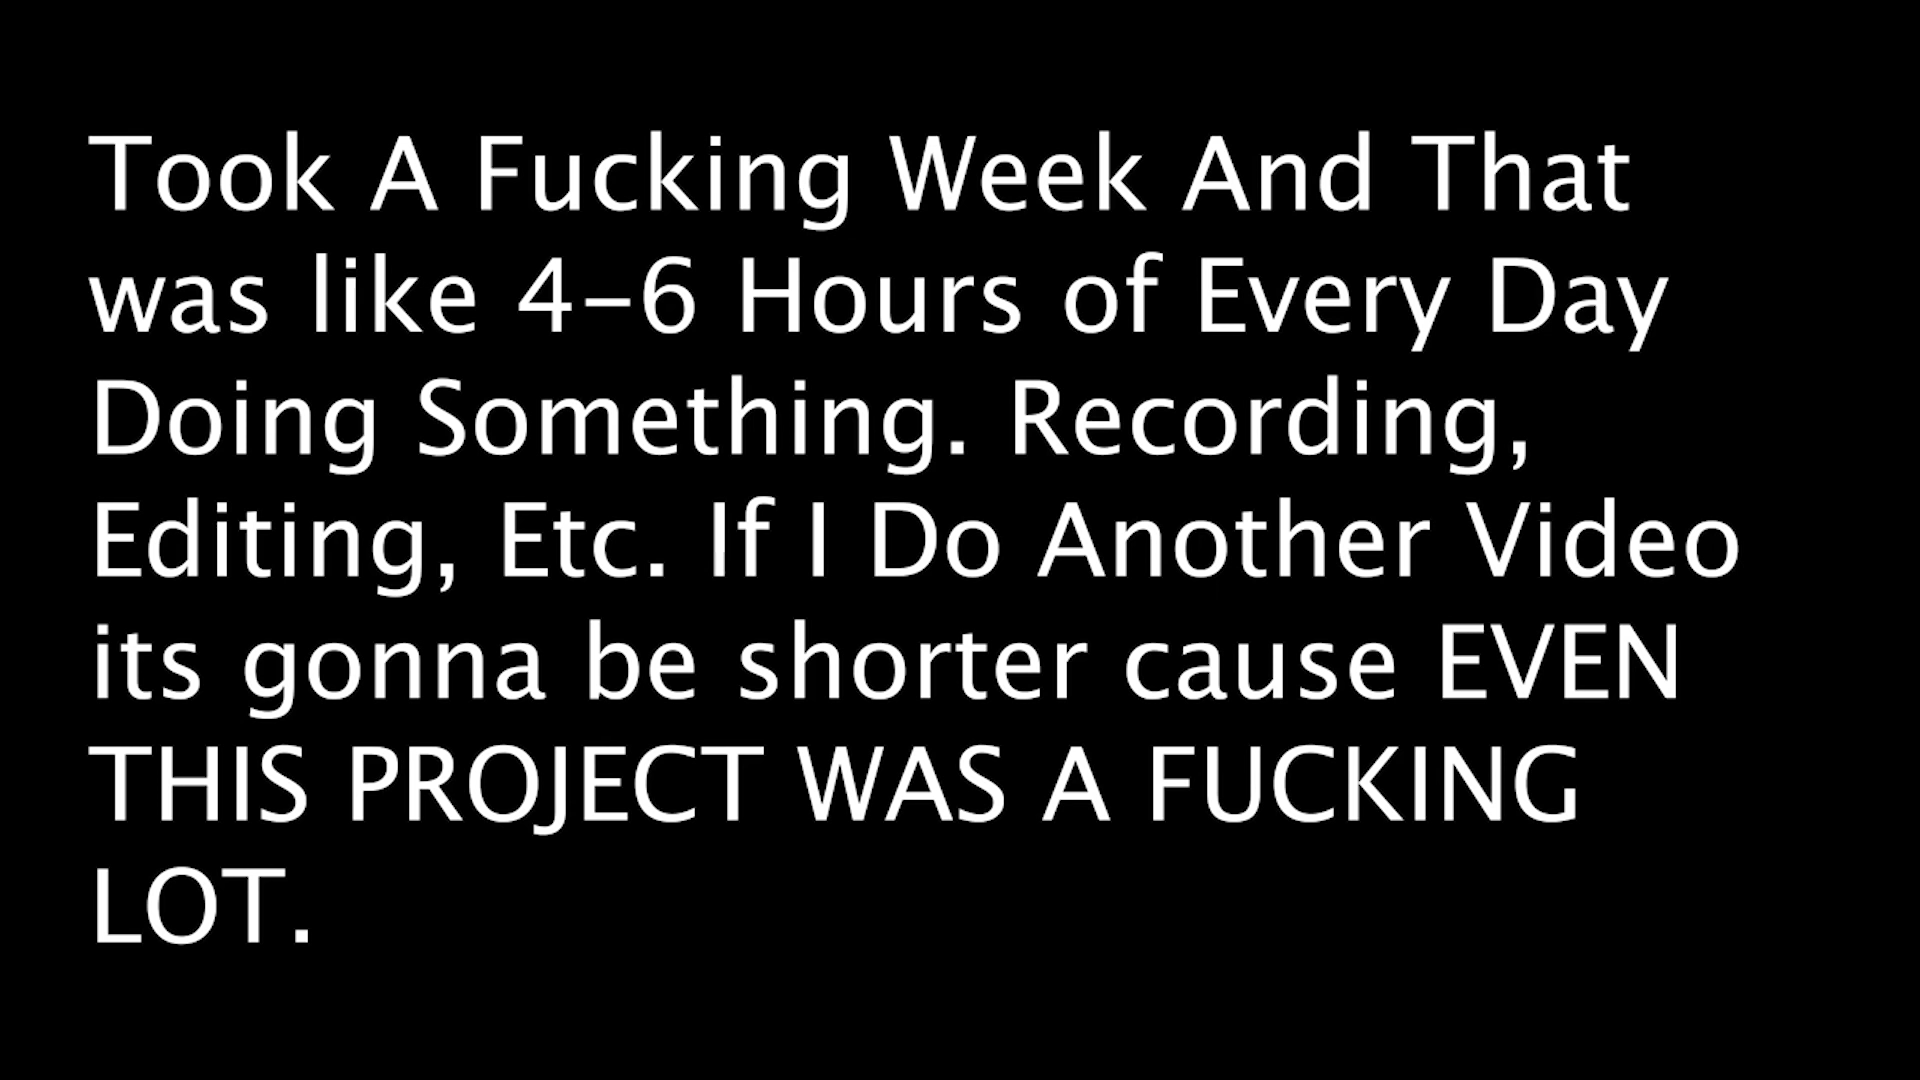 Took A Fucking Week And That
was like 4-6 Hours of Every Day
Doing Something. Recording,
Editing, Etc. If I Do Another Video
its gonna be shorter cause EVEN
THIS PROJECT WAS A FUCKING
LOT.